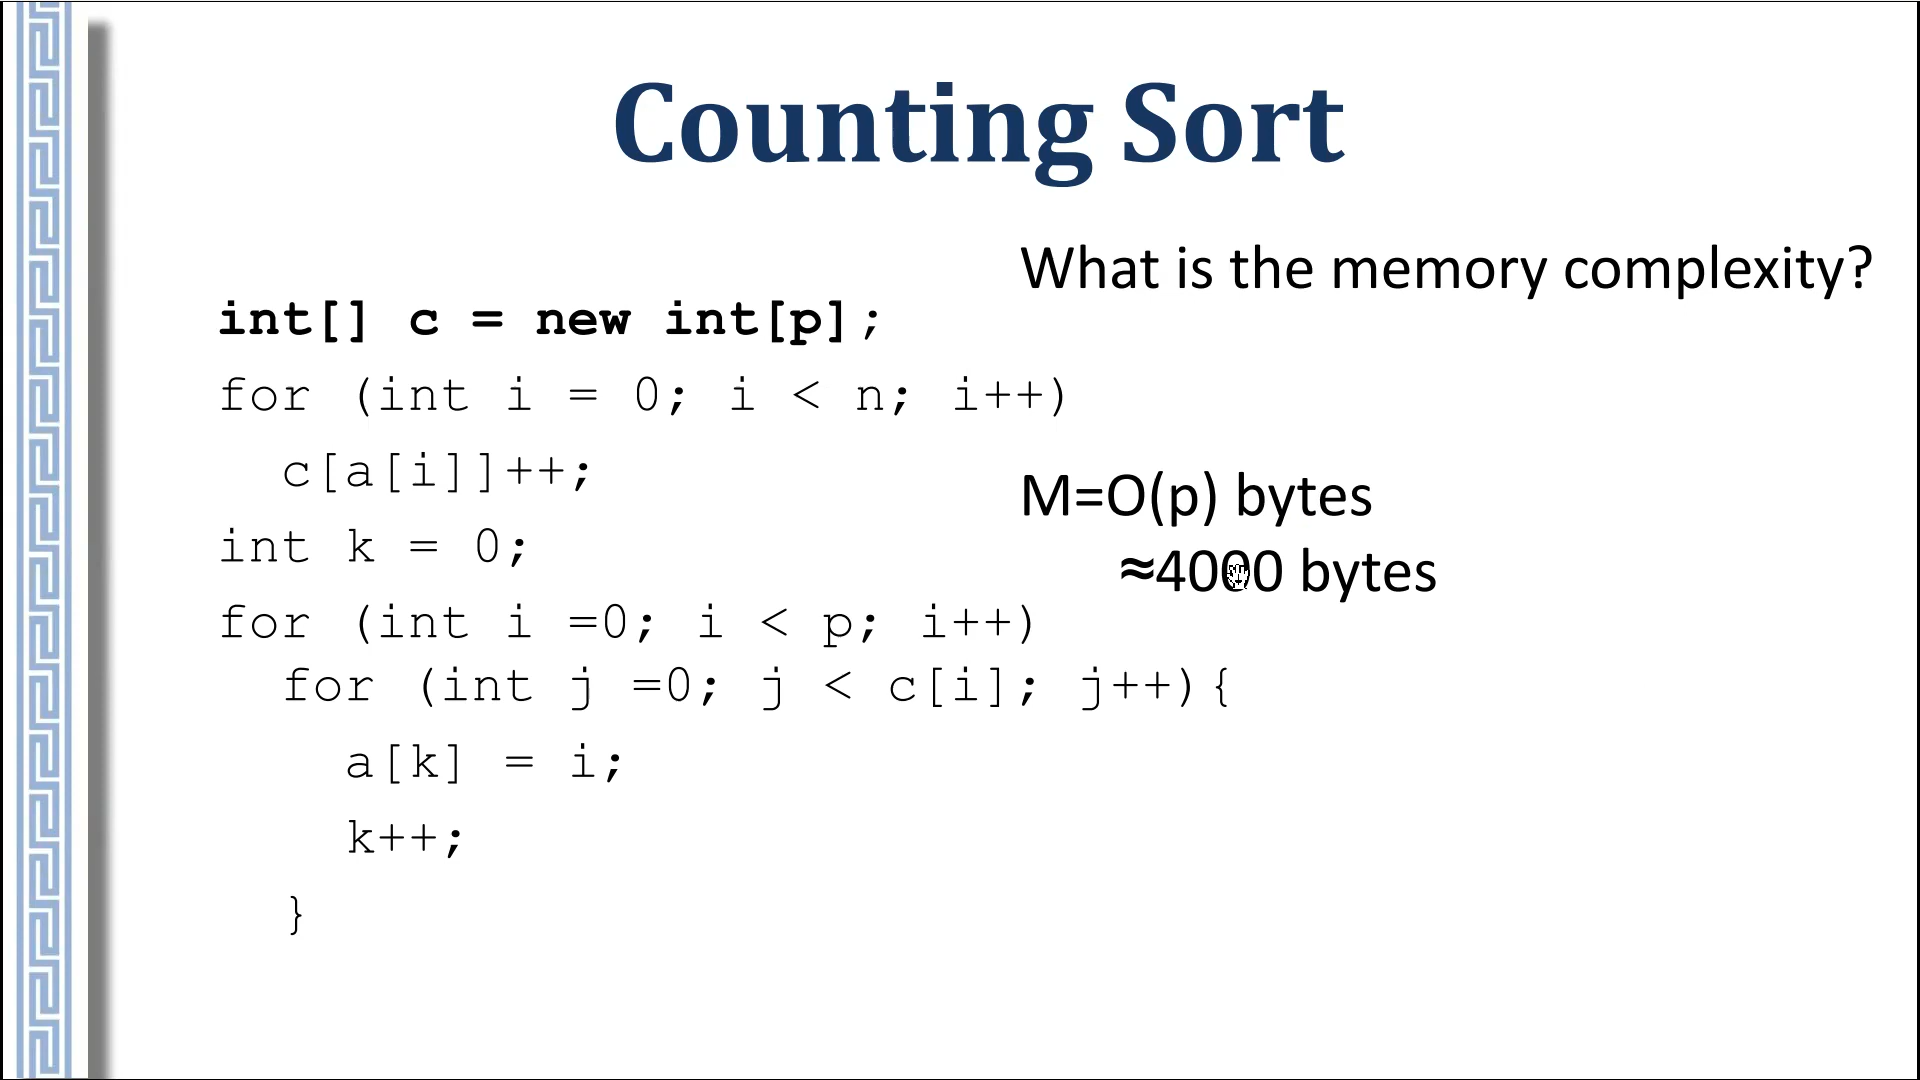 Counting Sort
What is the memory complexity?
int[] c = new int[p];
for (int i = 0; i < n; i++)
c[a[i]]++;
int k = 0;
for (int i =0; i < p; i++)
for (int j =0; j < c[i]; j++){
a[k] = i;
k++;
}
M=O(p) bytes
≈4000 bytes